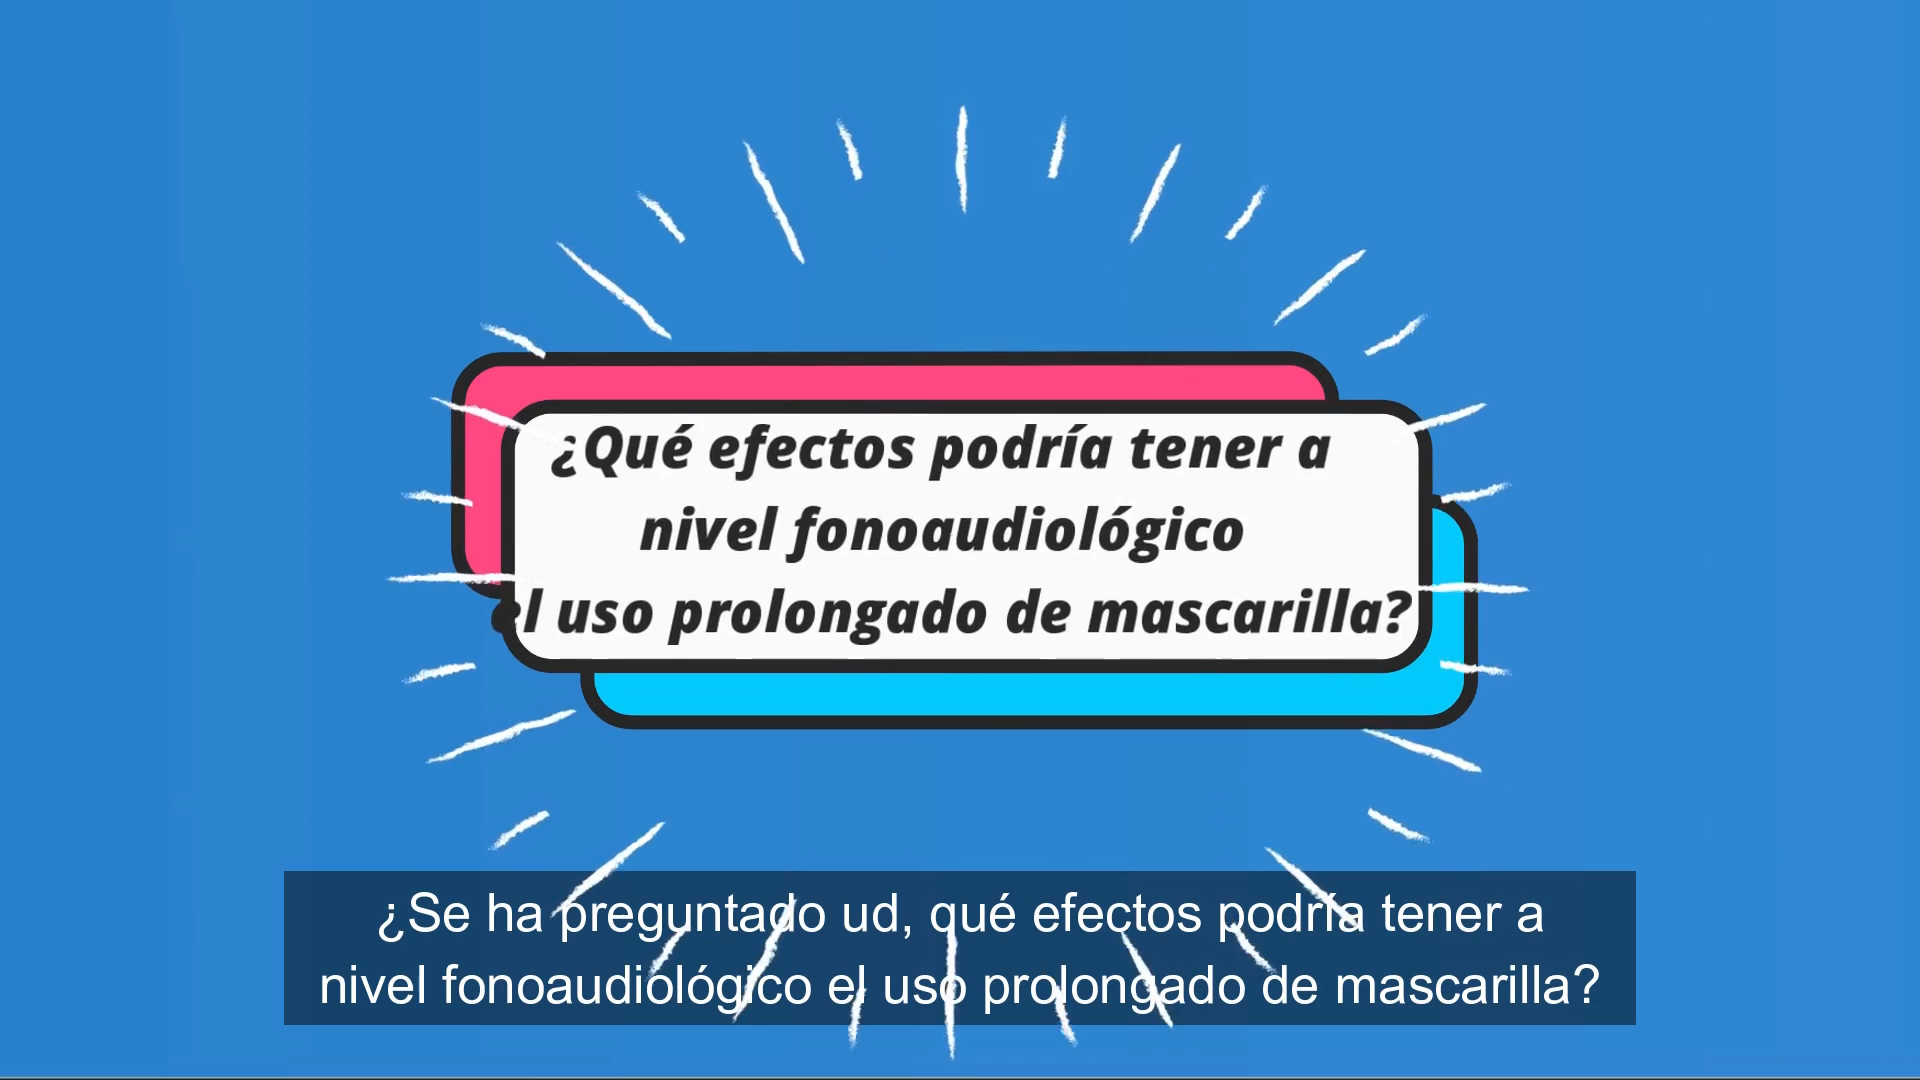 ¿Qué efectos podría tener a
nivel fonoaudiológico
el uso prolongado de mascarilla?
¿Se ha preguntado ud, qué efectos podría tener a
nivel fonoaudiológico el uso prolongado de mascarilla?